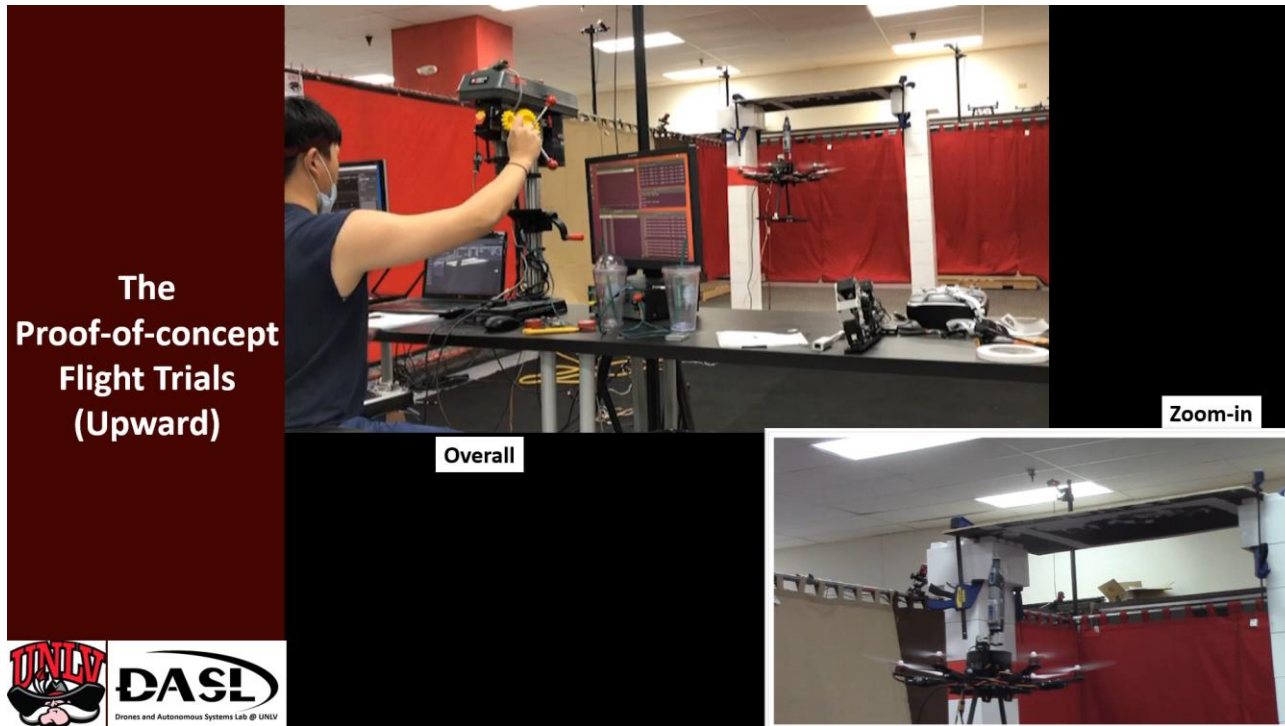 The
Proof-of-concept
Flight Trials
(Upward)
Overall
Zoom-in
UNLV
DASL
Drones and Autonomous Systems Lab @ UNLV